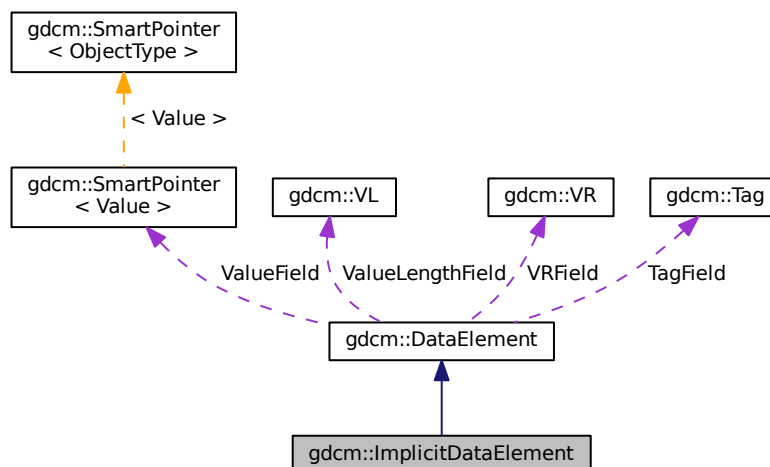 gdcm::SmartPointer
< ObjectType >
< Value >
gdcm::SmartPointer
< Value >
gdcm::VL
gdcm::VR
gdcm::Tag
ValueField
ValueLengthField
VRField
TagField
gdcm::DataElement
gdcm::ImplicitDataElement